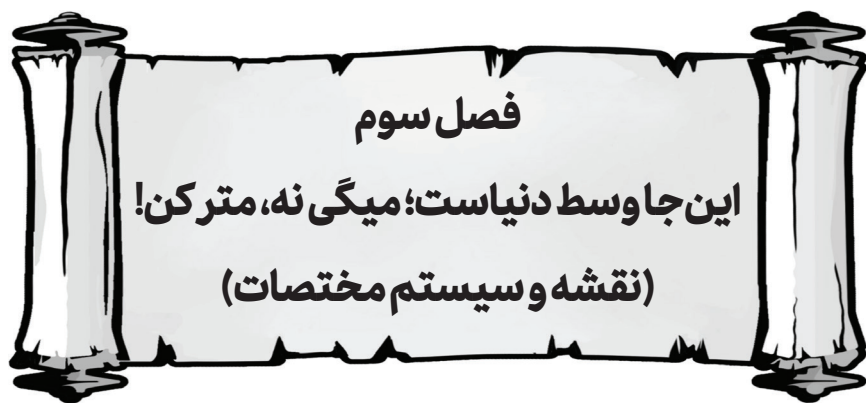 فصل سوم
این‌جا وسط دنیاست؛ میگی نه، متر کن!
(نقشه و سیستم مختصات)